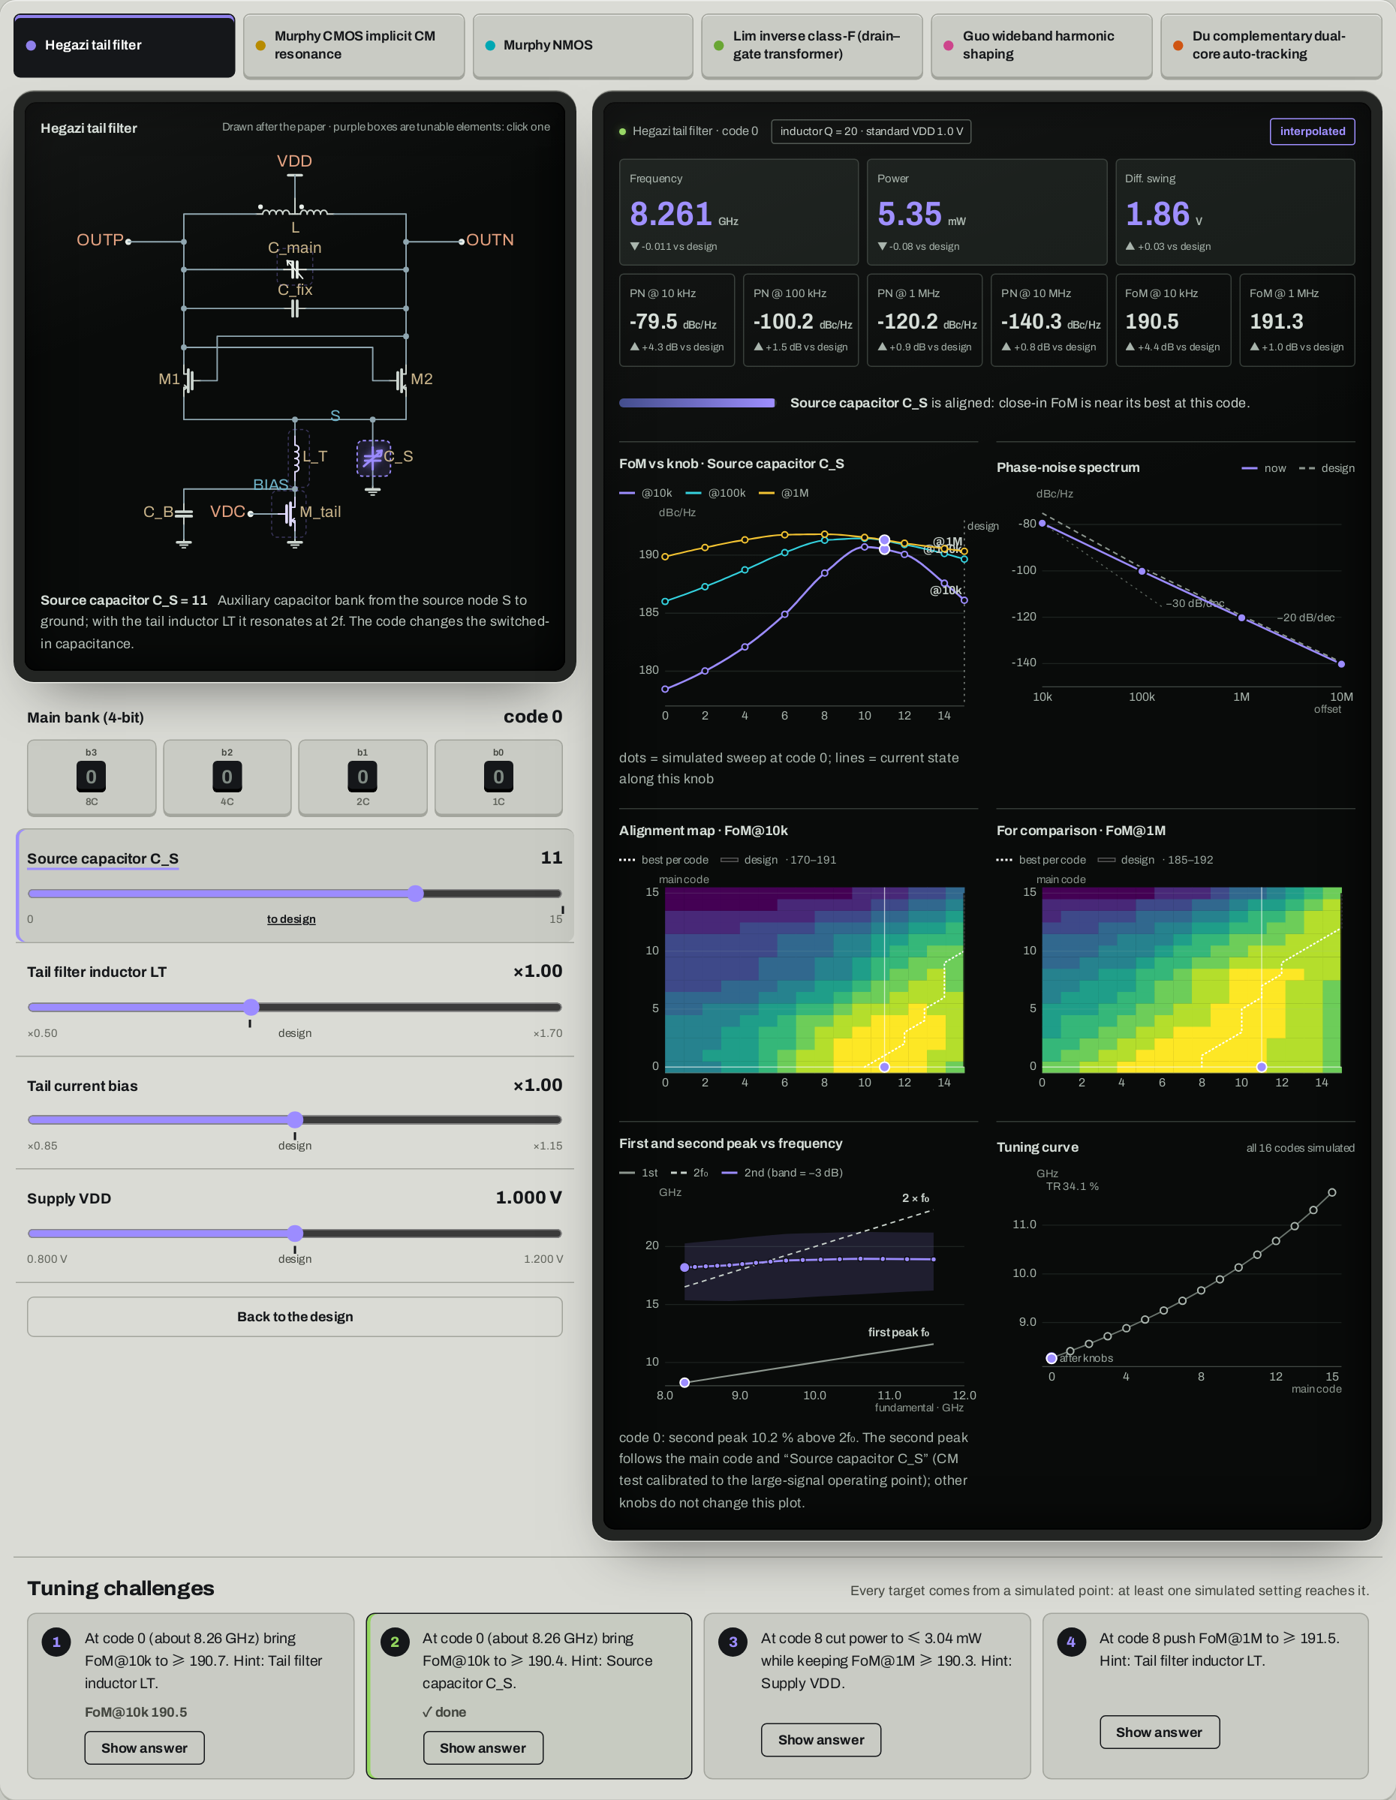 Hegazi tail filter
Murphy CMOS implicit CM
resonance
Murphy NMOS
Lim inverse class-F (drain–
gate transformer)
Guo wideband harmonic
shaping
Du complementary dual-
core auto-tracking
Hegazi tail filter
Drawn after the paper · purple boxes are tunable elements: click one
VDD
L
OUTP
OUTN
C_main
C_fix
M1
M2
S
L_T
C_S
BIAS
C_B
VDC
M_tail
Source capacitor C_S = 11 Auxiliary capacitor bank from the source node S to
ground; with the tail inductor LT it resonates at 2f. The code changes the switched-
in capacitance.
Main bank (4-bit)
code 0
b3
b2
b1
b0
0
0
0
0
8C
4C
2C
1C
Source capacitor C_S
11
0
to design
15
Tail filter inductor LT
×1.00
×0.50
design
×1.70
Tail current bias
×1.00
×0.85
design
×1.15
Supply VDD
1.000 V
0.800 V
design
1.200 V
Back to the design
Hegazi tail filter · code 0
inductor Q = 20 · standard VDD 1.0 V
interpolated
Frequency
8.261 GHz
▼ -0.011 vs design
Power
5.35 mW
▼ -0.08 vs design
Diff. swing
1.86 V
▲ +0.03 vs design
PN @ 10 kHz
-79.5 dBc/Hz
▲ +4.3 dB vs design
PN @ 100 kHz
-100.2 dBc/Hz
▲ +1.5 dB vs design
PN @ 1 MHz
-120.2 dBc/Hz
▲ +0.9 dB vs design
PN @ 10 MHz
-140.3 dBc/Hz
▲ +0.8 dB vs design
FoM @ 10 kHz
190.5
▲ +4.4 dB vs design
FoM @ 1 MHz
191.3
▲ +1.0 dB vs design
Source capacitor C_S is aligned: close-in FoM is near its best at this code.
FoM vs knob · Source capacitor C_S
@10k
@100k
@1M
dBc/Hz
design
190
185
180
@1M
@100k
@10k
0 2 4 6 8 10 12 14
dots = simulated sweep at code 0; lines = current state
along this knob
Phase-noise spectrum
now
design
dBc/Hz
-80
-100
-120
-140
−30 dB/dec
−20 dB/dec
10k 100k 1M 10M
offset
Alignment map · FoM@10k
best per code
design
· 170–191
main code
15
10
5
0
0 2 4 6 8 10 12 14
For comparison · FoM@1M
best per code
design
· 185–192
main code
15
10
5
0
0 2 4 6 8 10 12 14
First and second peak vs frequency
1st
2f₀
2nd (band = −3 dB)
GHz
2 × f₀
20
15
10
first peak f₀
8.0 9.0 10.0 11.0 12.0
fundamental · GHz
code 0: second peak 10.2 % above 2f₀. The second peak
follows the main code and “Source capacitor C_S” (CM
test calibrated to the large-signal operating point); other
knobs do not change this plot.
Tuning curve
all 16 codes simulated
GHz
TR 34.1 %
11.0
10.0
9.0
after knobs
0 4 8 12 15
main code
Tuning challenges
Every target comes from a simulated point: at least one simulated setting reaches it.
1
At code 0 (about 8.26 GHz) bring
FoM@10k to ⩾ 190.7. Hint: Tail filter
inductor LT.
FoM@10k 190.5
Show answer
2
At code 0 (about 8.26 GHz) bring
FoM@10k to ⩾ 190.4. Hint: Source
capacitor C_S.
✓ done
Show answer
3
At code 8 cut power to ⩽ 3.04 mW
while keeping FoM@1M ⩾ 190.3. Hint:
Supply VDD.
Show answer
4
At code 8 push FoM@1M to ⩾ 191.5.
Hint: Tail filter inductor LT.
Show answer